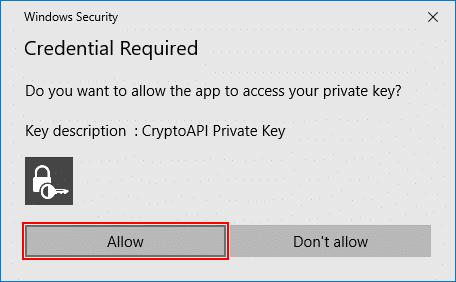 Windows Security
Credential Required
Do you want to allow the app to access your private key?
Key description : CryptoAPI Private Key
Allow
Don't allow